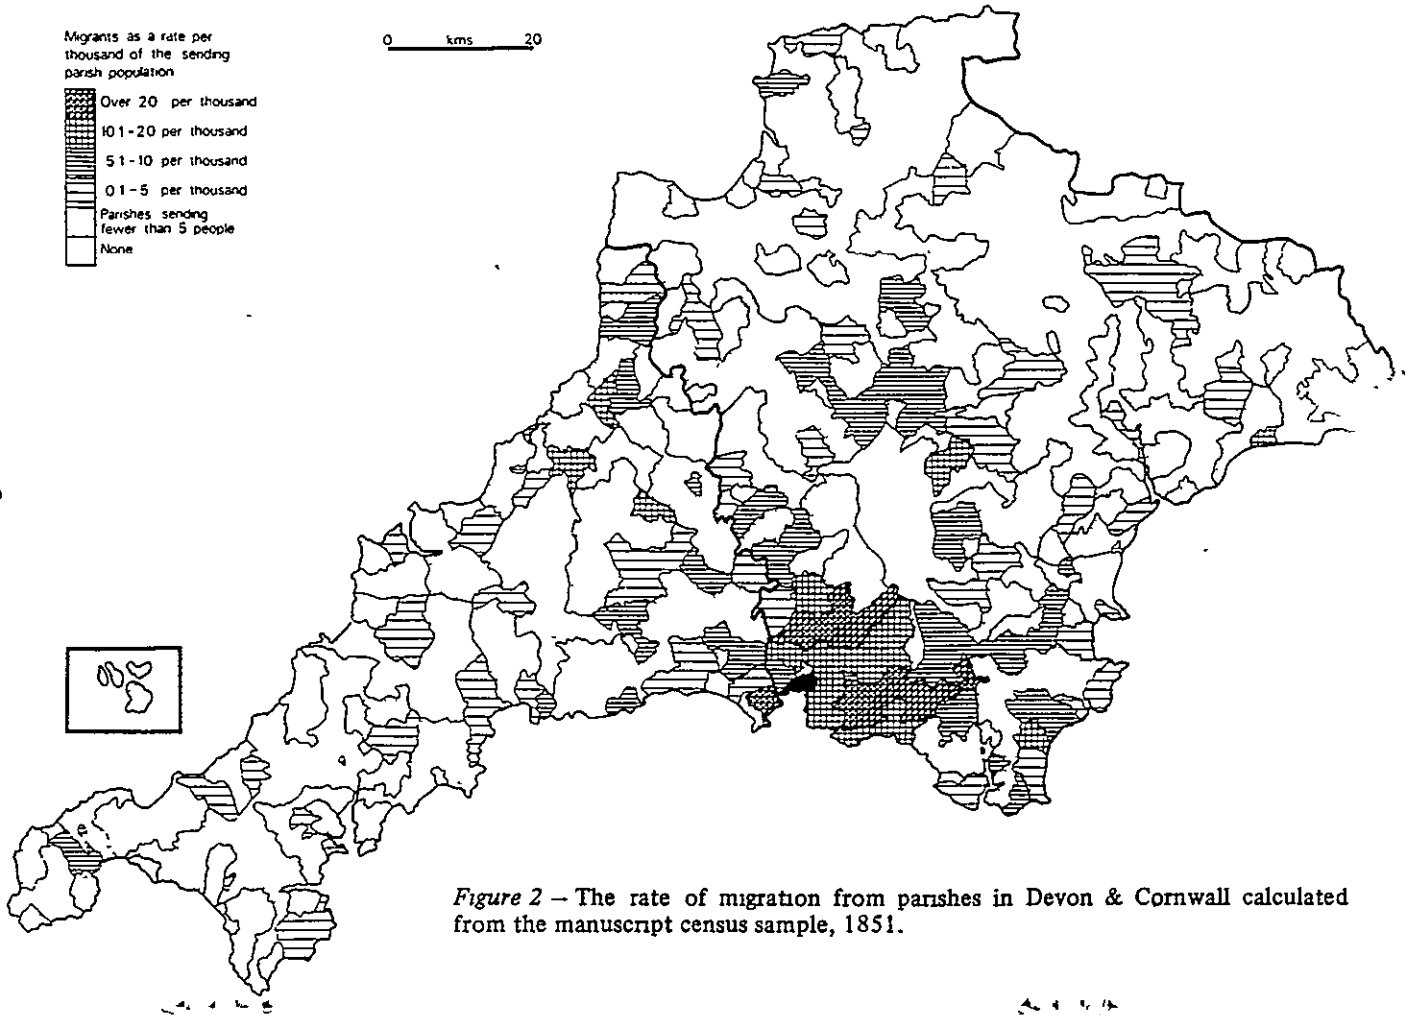 Migrants as a rate per
thousand of the sending
parish population
Over 20 per thousand
10 1-20 per thousand
5 1-10 per thousand
0 1-5 per thousand
Parishes sending
fewer than 5 people
None
0 kms 20
Figure 2 – The rate of migration from parishes in Devon & Cornwall calculated
from the manuscript census sample, 1851.